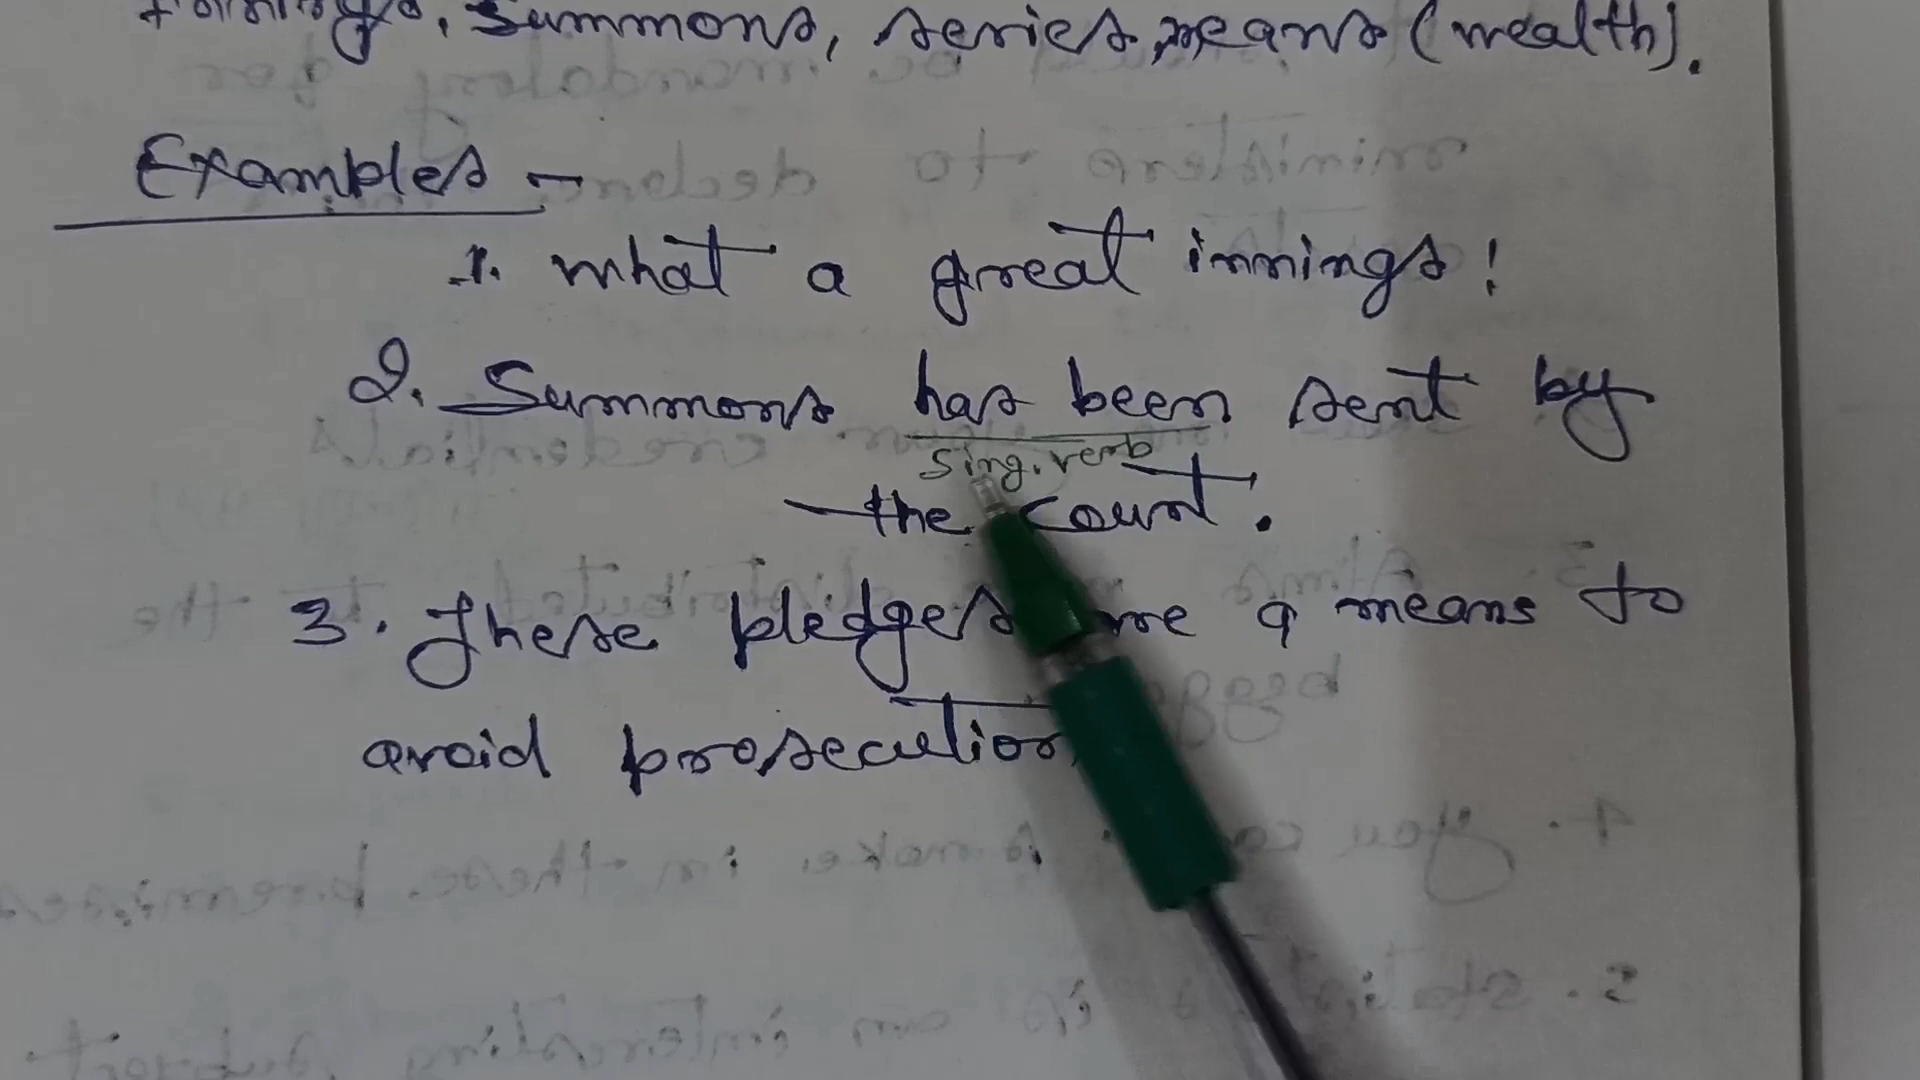 summons, series, means (wealth).
Examples -
1. What a great innings!
2. Summons has been sent by
sing. verb
the court.
3. These pledges are a means to
avoid prosecution